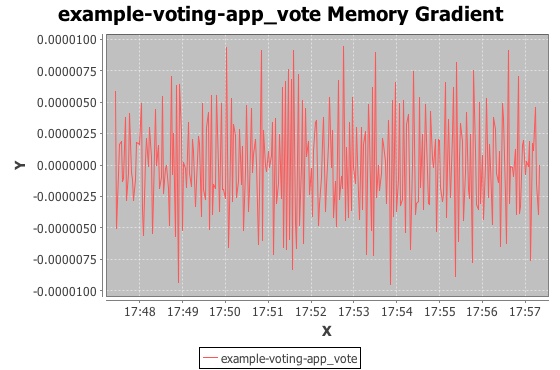 example-voting-app_vote Memory Gradient
0.0000100
0.0000075
0.0000050
0.0000025
0.0000000
-0.0000025
-0.0000050
-0.0000075
-0.0000100
Y
17:48 17:49 17:50 17:51 17:52 17:53 17:54 17:55 17:56 17:57
X
example-voting-app_vote